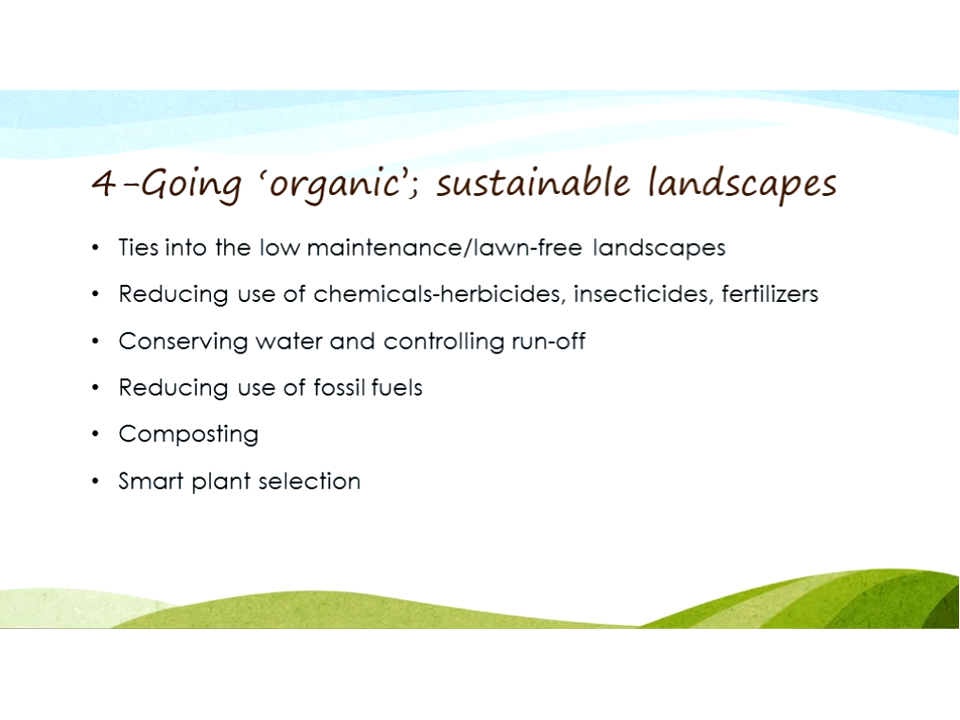 4-Going ‘organic’; sustainable landscapes
• Ties into the low maintenance/lawn-free landscapes
• Reducing use of chemicals-herbicides, insecticides, fertilizers
• Conserving water and controlling run-off
• Reducing use of fossil fuels
• Composting
• Smart plant selection